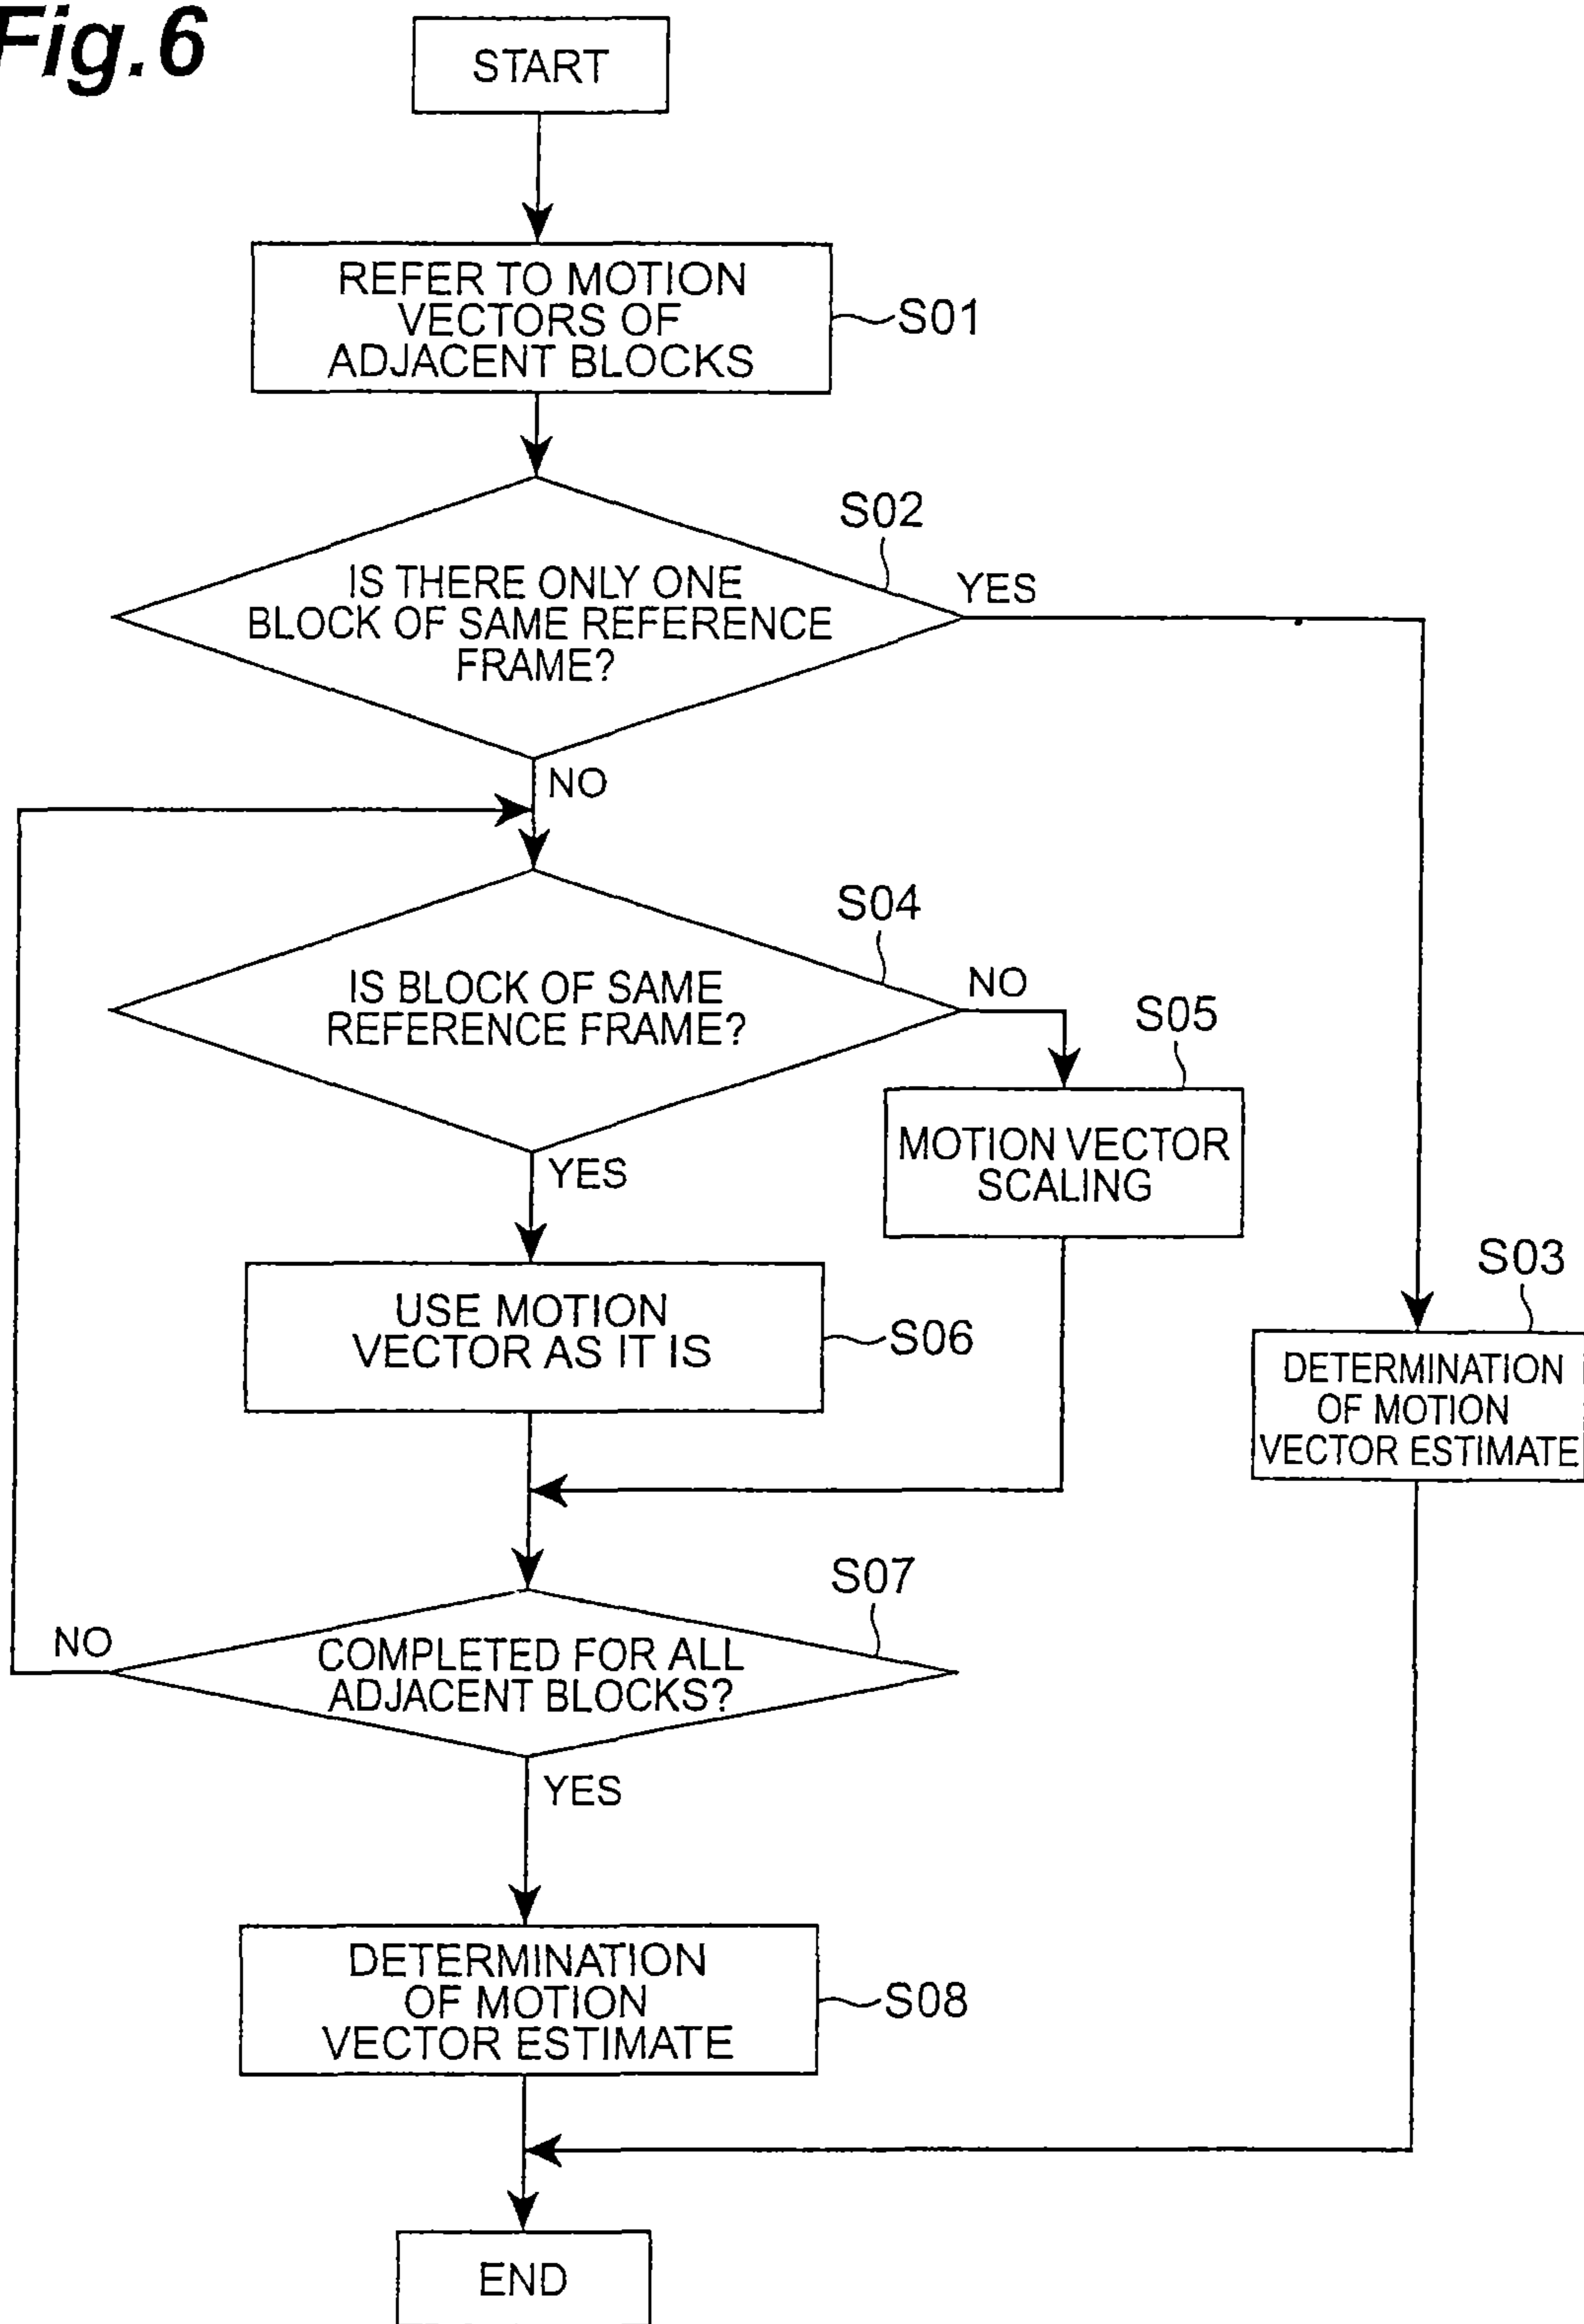 Fig.6
START
REFER TO MOTION
VECTORS OF
ADJACENT BLOCKS
S01
S02
IS THERE ONLY ONE
BLOCK OF SAME REFERENCE
FRAME?
YES
NO
S04
IS BLOCK OF SAME
REFERENCE FRAME?
NO
S05
MOTION VECTOR
SCALING
YES
S03
DETERMINATION
OF MOTION
VECTOR ESTIMATE
USE MOTION
VECTOR AS IT IS
S06
S07
NO
COMPLETED FOR ALL
ADJACENT BLOCKS?
YES
DETERMINATION
OF MOTION
VECTOR ESTIMATE
S08
END